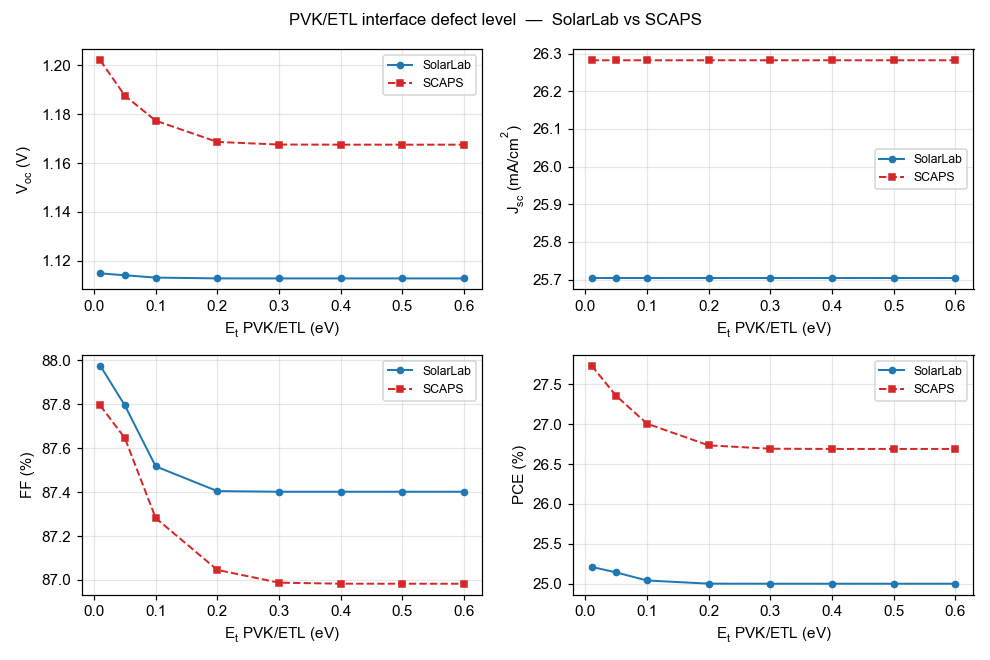 PVK/ETL interface defect level — SolarLab vs SCAPS
1.20
1.18
1.16
1.14
1.12
V_oc (V)
SolarLab
SCAPS
0.0 0.1 0.2 0.3 0.4 0.5 0.6
E_t PVK/ETL (eV)
26.3
26.2
26.1
26.0
25.9
25.8
25.7
J_sc (mA/cm^2)
SolarLab
SCAPS
0.0 0.1 0.2 0.3 0.4 0.5 0.6
E_t PVK/ETL (eV)
88.0
87.8
87.6
87.4
87.2
87.0
FF (%)
SolarLab
SCAPS
0.0 0.1 0.2 0.3 0.4 0.5 0.6
E_t PVK/ETL (eV)
27.5
27.0
26.5
26.0
25.5
25.0
PCE (%)
SolarLab
SCAPS
0.0 0.1 0.2 0.3 0.4 0.5 0.6
E_t PVK/ETL (eV)